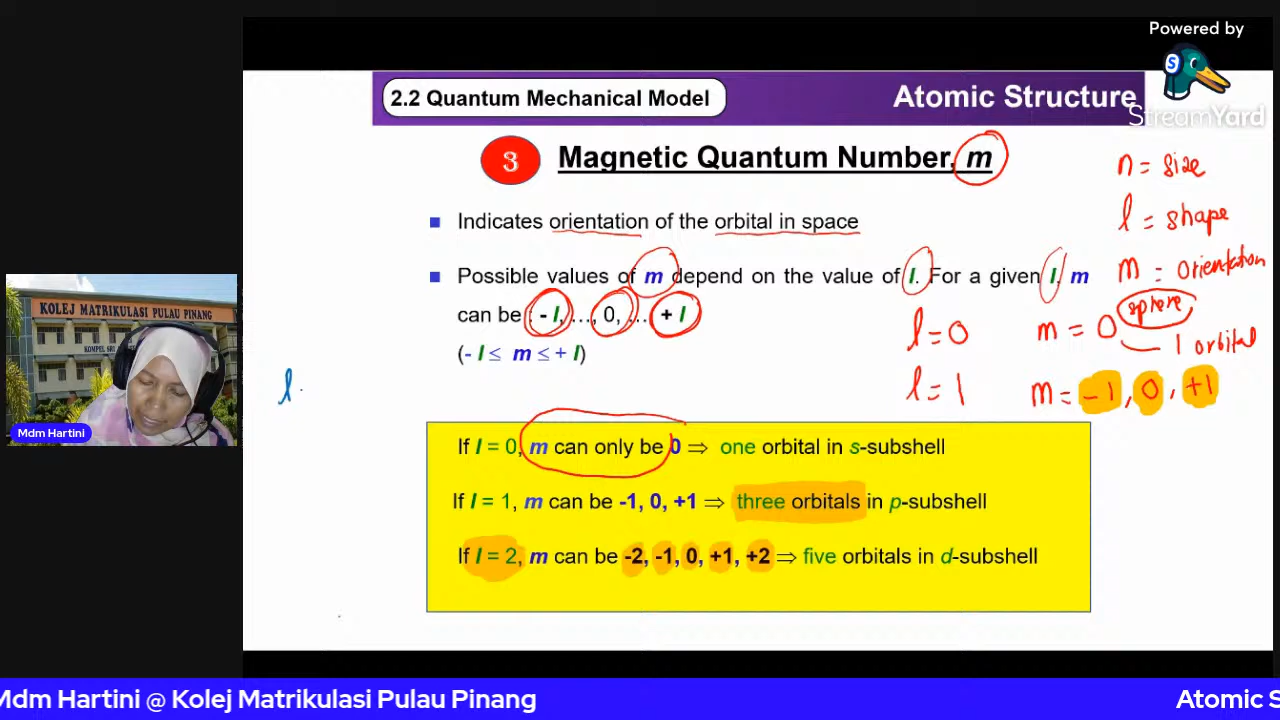 Powered by
StreamYard
2.2 Quantum Mechanical Model
Atomic Structure
3
Magnetic Quantum Number, m
n = size
l = shape
m = orientation
■ Indicates orientation of the orbital in space
■ Possible values of m depend on the value of l. For a given l, m
can be : - l, ..., 0, ... + l
(- l ≤ m ≤ + l)
l = 0 m = 0 sphere
1 orbital
l = 1 m = -1, 0, +1
l
If l = 0, m can only be 0 ⇒ one orbital in s-subshell
If l = 1, m can be -1, 0, +1 ⇒ three orbitals in p-subshell
If l = 2, m can be -2, -1, 0, +1, +2 ⇒ five orbitals in d-subshell
KOLEJ MATRIKULASI PULAU PINANG
Mdm Hartini
Mdm Hartini @ Kolej Matrikulasi Pulau Pinang
Atomic S